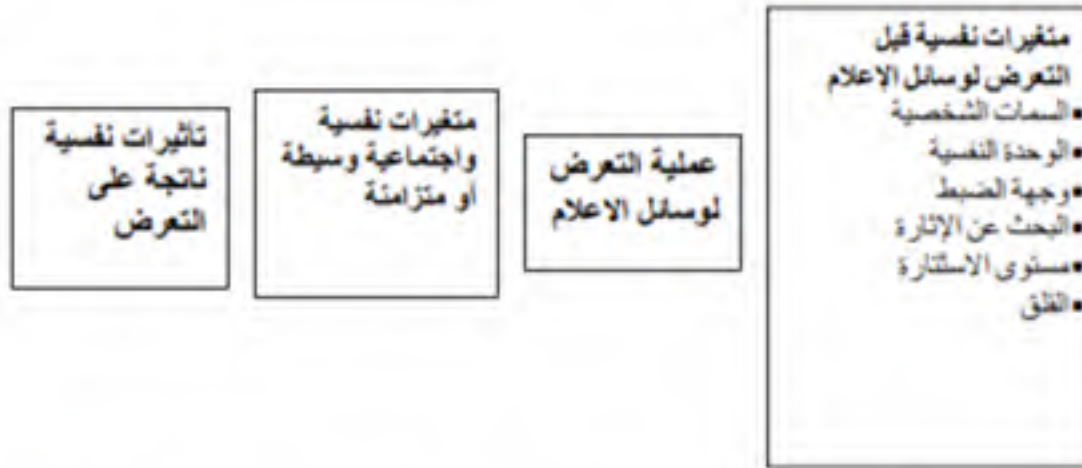 متغيرات نفسية قبل
التعرض لوسائل الاعلام
•السمات الشخصية
•الوحدة النفسية
•وجهة الضبط
•البحث عن الإثارة
•مستوى الاستثارة
•القلق
عملية التعرض
لوسائل الاعلام
متغيرات نفسية
واجتماعية وسيطة
أو متزامنة
تأثيرات نفسية
ناتجة على
التعرض